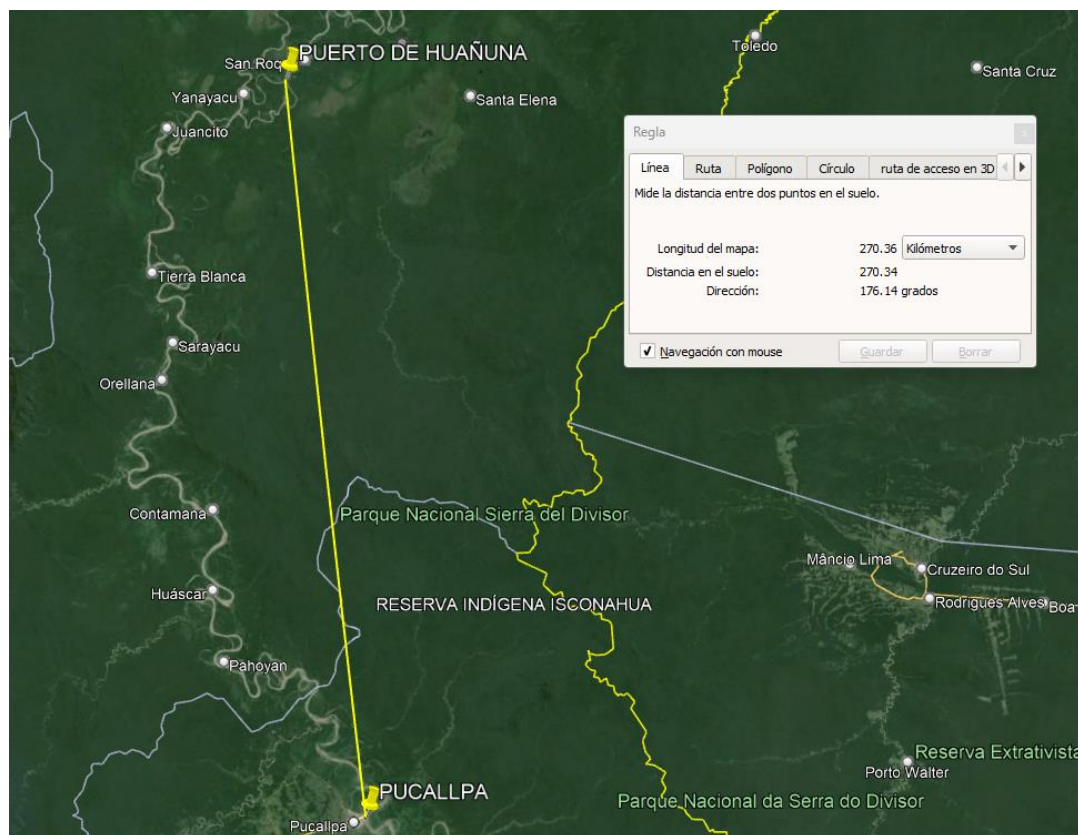 Toledo
PUERTO DE HUAÑUNA
San Roq
Santa Cruz
Yanayacu
Santa Elena
Juancito
Regla
Línea
Ruta
Polígono
Círculo
ruta de acceso en 3D
Mide la distancia entre dos puntos en el suelo.
Longitud del mapa: 270.36 Kilómetros
Distancia en el suelo: 270.34
Dirección: 176.14 grados
Navegación con mouse
Guardar
Borrar
Tierra Blanca
Sarayacu
Orellana
Contamana
Parque Nacional Sierra del Divisor
Mâncio Lima
Cruzeiro do Sul
Huáscar
RESERVA INDÍGENA ISCONAHUA
Rodrigues Alves
Boa
Pahoyan
Reserva Extrativista
Porto Walter
PUCALLPA
Parque Nacional da Serra do Divisor
Pucallpa